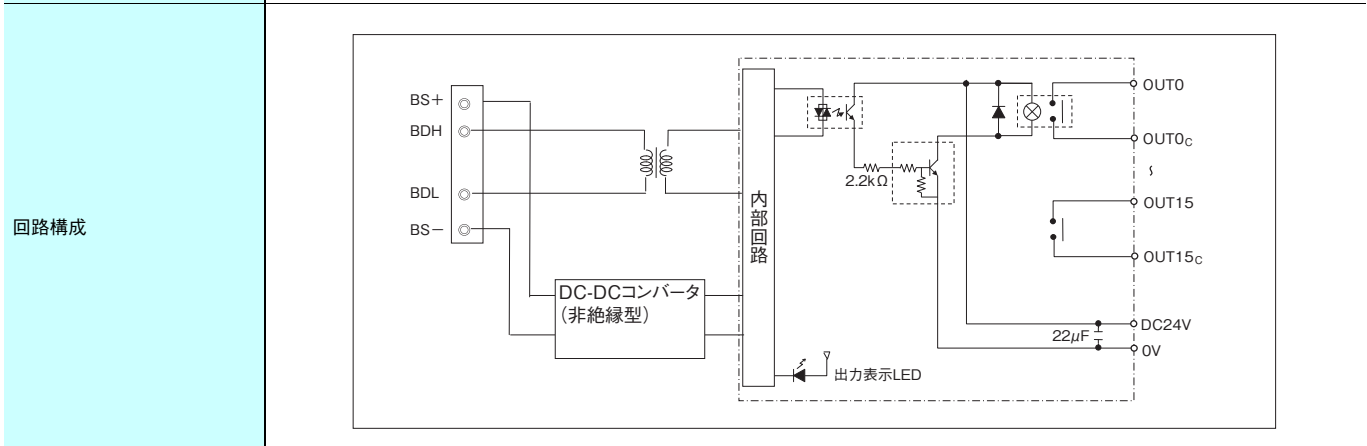 回路構成
BS＋
BDH
BDL
BS－
DC-DCコンバータ
（非絶縁型）
内部回路
2.2kΩ
出力表示LED
22μF
OUT0
OUT0C
〜
OUT15
OUT15C
DC24V
0V